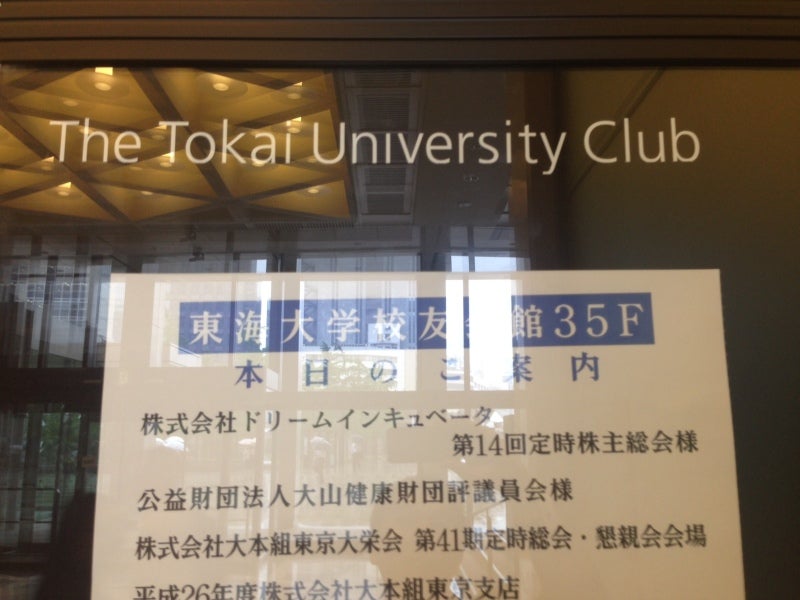 The Tokai University Club
東海大学校友会館35F
本日のご案内
株式会社ドリームインキュベータ
第14回定時株主総会様
公益財団法人大山健康財団評議員会様
株式会社大本組東京大栄会 第41期定時総会・懇親会会場
平成26年度株式会社大本組東京支店